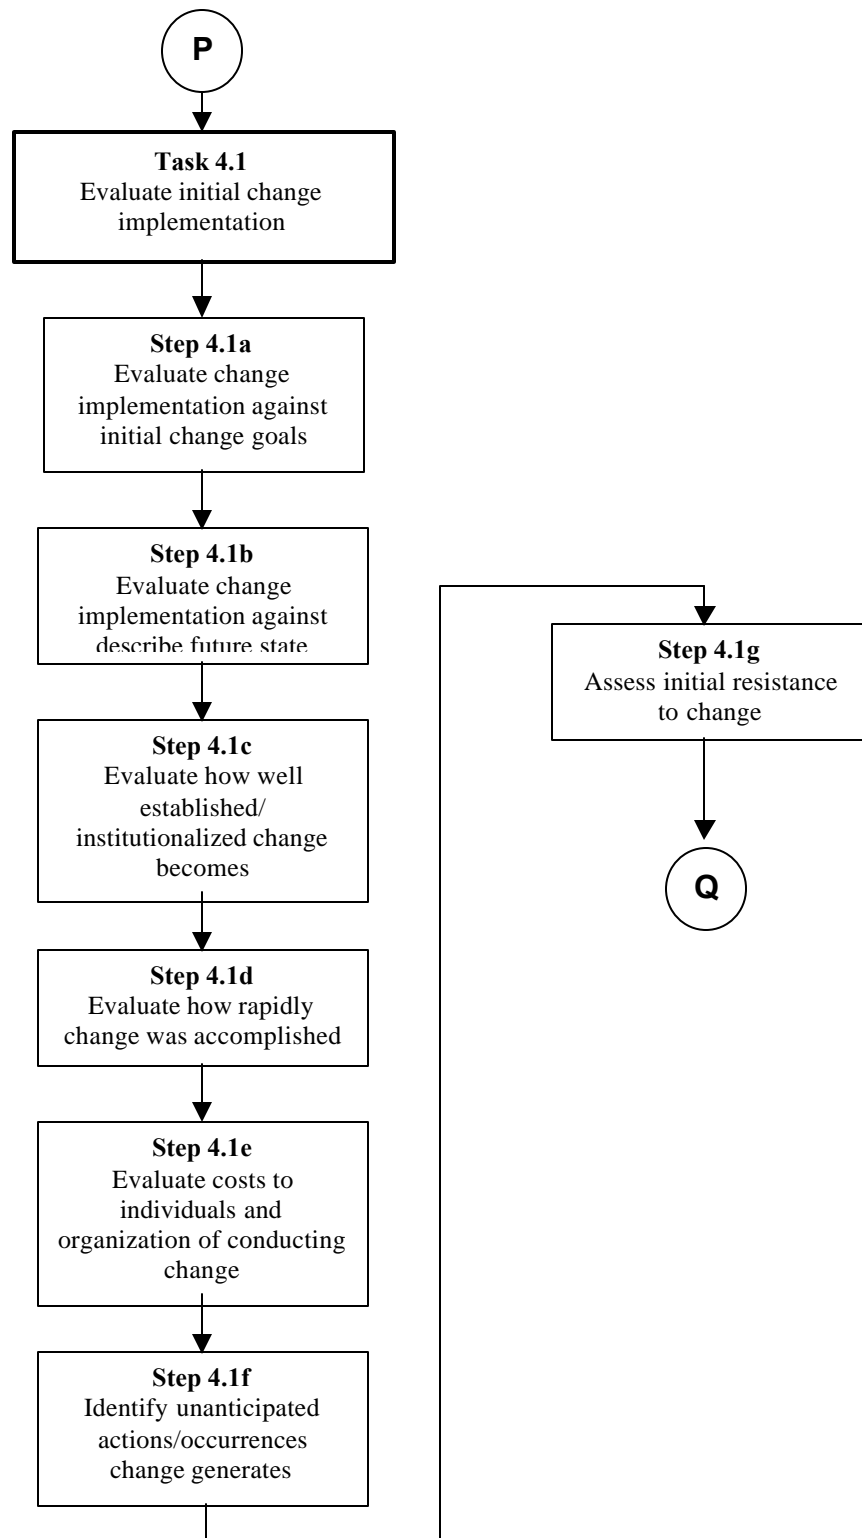 P
Task 4.1
Evaluate initial change
implementation
Step 4.1a
Evaluate change
implementation against
initial change goals
Step 4.1b
Evaluate change
implementation against
describe future state
Step 4.1c
Evaluate how well
established/
institutionalized change
becomes
Step 4.1d
Evaluate how rapidly
change was accomplished
Step 4.1e
Evaluate costs to
individuals and
organization of conducting
change
Step 4.1f
Identify unanticipated
actions/occurrences
change generates
Step 4.1g
Assess initial resistance
to change
Q